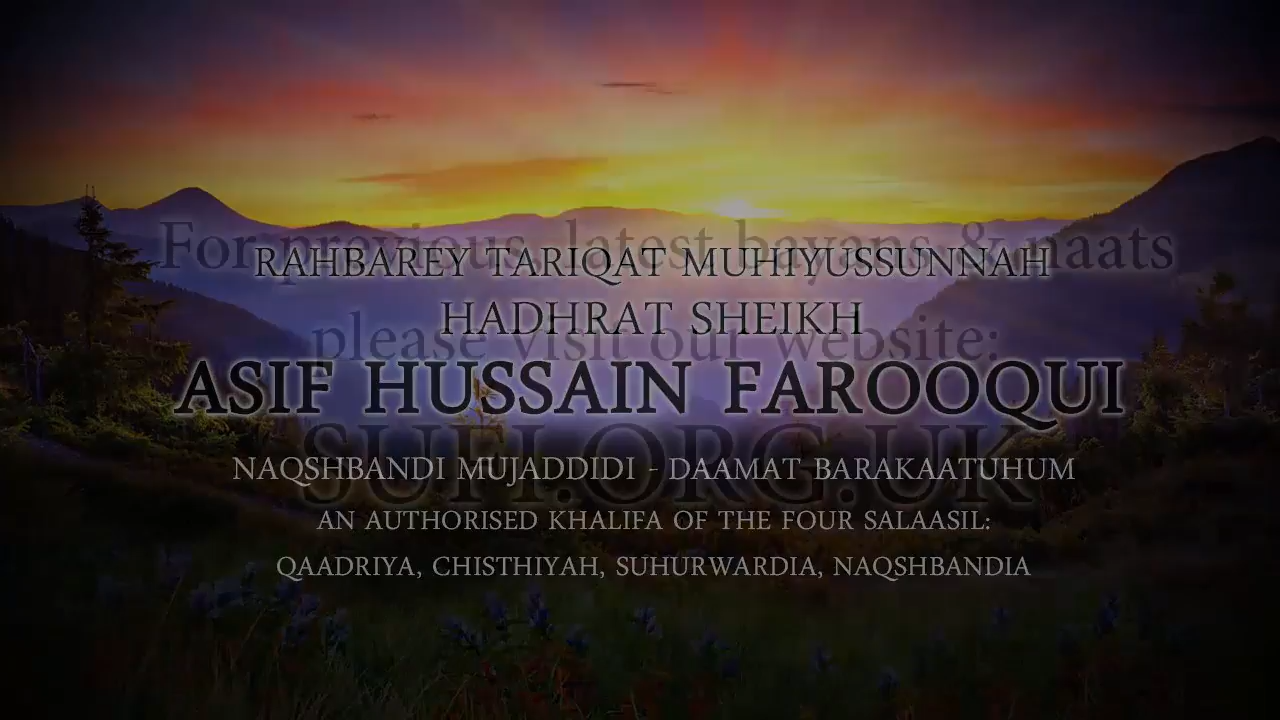 For previous, latest bayans & naats
RAHBAREY TARIQAT MUHIYUSSUNNAH
HADHRAT SHEIKH
please visit our website:
ASIF HUSSAIN FAROOQUI
SUFI.ORG.UK
NAQSHBANDI MUJADDIDI - DAAMAT BARAKAATUHUM
AN AUTHORISED KHALIFA OF THE FOUR SALAASIL:
QAADRIYA, CHISTHIYAH, SUHURWARDIA, NAQSHBANDIA